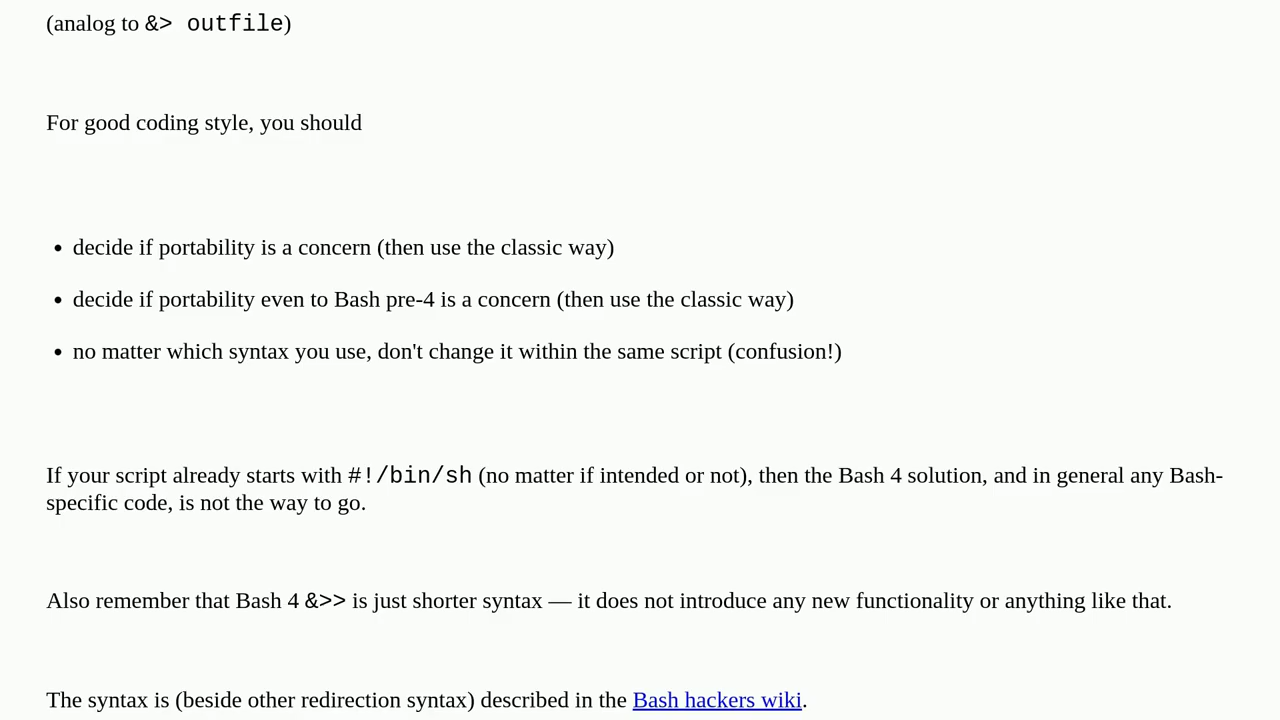 (analog to &> outfile)
For good coding style, you should
• decide if portability is a concern (then use the classic way)
• decide if portability even to Bash pre-4 is a concern (then use the classic way)
• no matter which syntax you use, don't change it within the same script (confusion!)
If your script already starts with #!/bin/sh (no matter if intended or not), then the Bash 4 solution, and in general any Bash-
specific code, is not the way to go.
Also remember that Bash 4 &>> is just shorter syntax — it does not introduce any new functionality or anything like that.
The syntax is (beside other redirection syntax) described in the Bash hackers wiki.